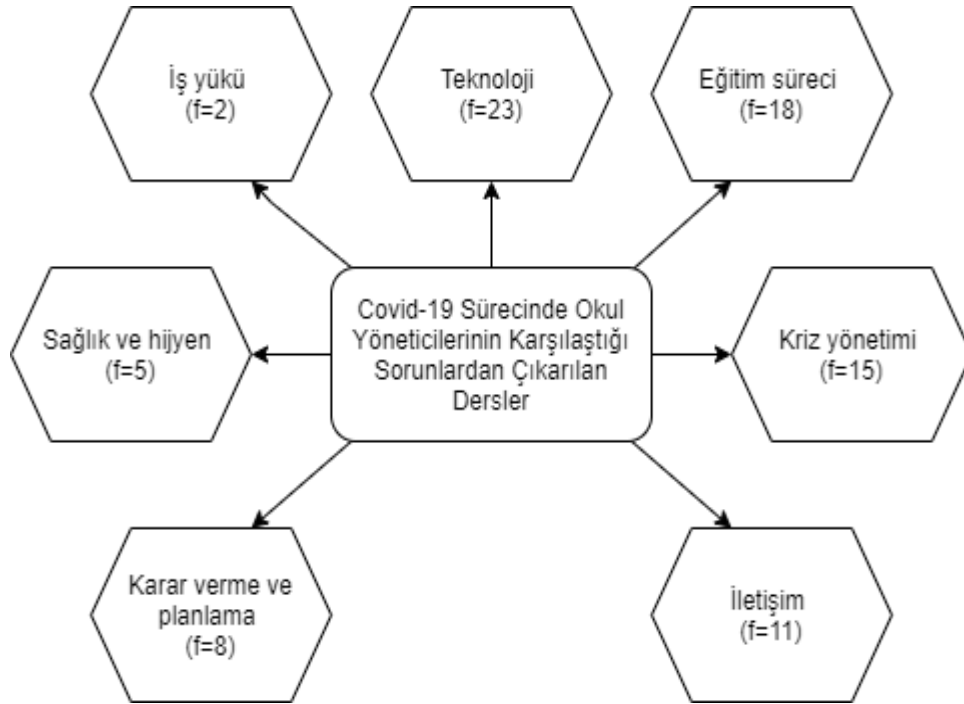 İş yükü
(f=2)
Teknoloji
(f=23)
Eğitim süreci
(f=18)
Sağlık ve hijyen
(f=5)
Covid-19 Sürecinde Okul
Yöneticilerinin Karşılaştığı
Sorunlardan Çıkarılan
Dersler
Kriz yönetimi
(f=15)
Karar verme ve
planlama
(f=8)
İletişim
(f=11)